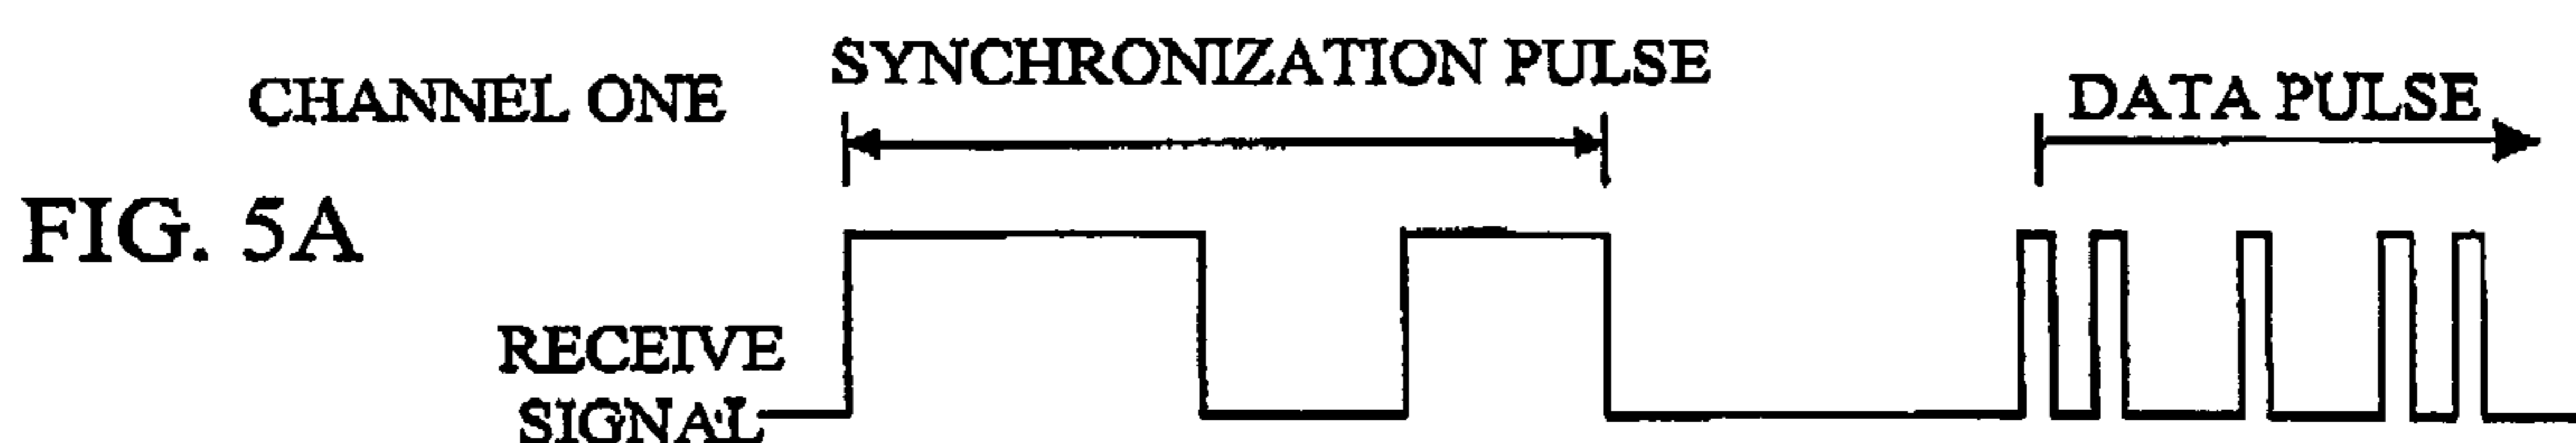 SYNCHRONIZATION PULSE
CHANNEL ONE
DATA PULSE
FIG. 5A
RECEIVE
SIGNAL